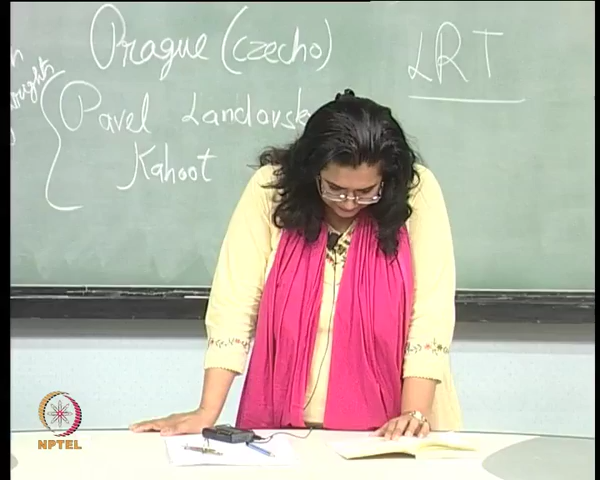 Prague (czecho)
LRT
Pavel Landovsk
Kahoot
NPTEL